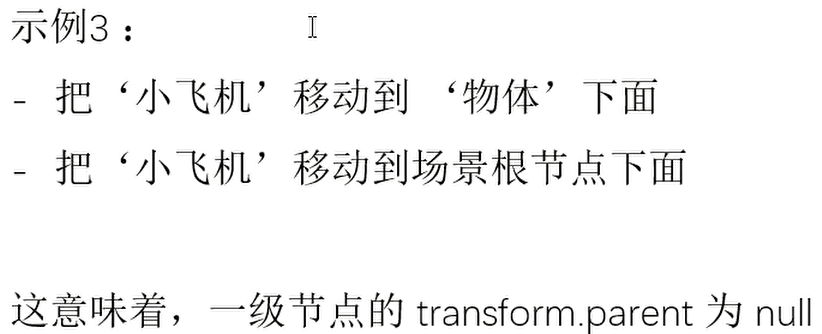 示例3：
- 把‘小飞机’移动到 ‘物体’下面
- 把‘小飞机’移动到场景根节点下面
这意味着，一级节点的 transform.parent 为 null